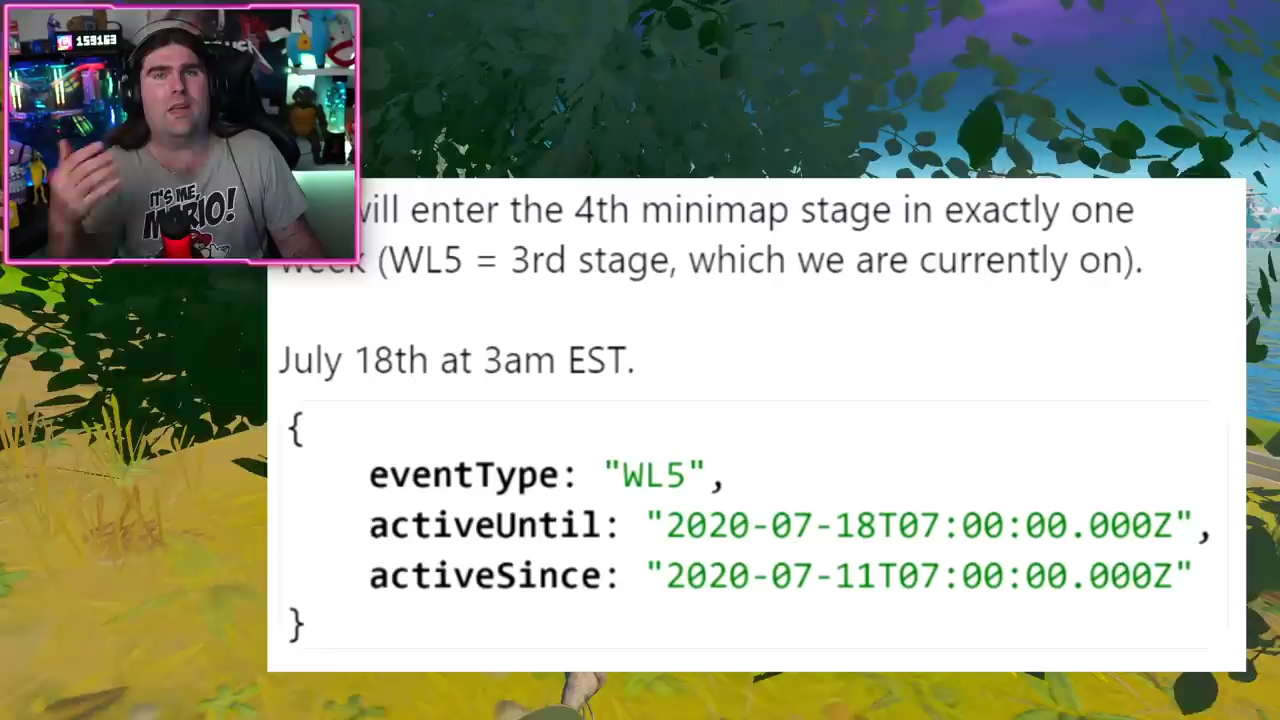 159163
IT'S ME,
MARIO!
will enter the 4th minimap stage in exactly one
week (WL5 = 3rd stage, which we are currently on).
July 18th at 3am EST.
{
eventType: "WL5",
activeUntil: "2020-07-18T07:00:00.000Z",
activeSince: "2020-07-11T07:00:00.000Z"
}